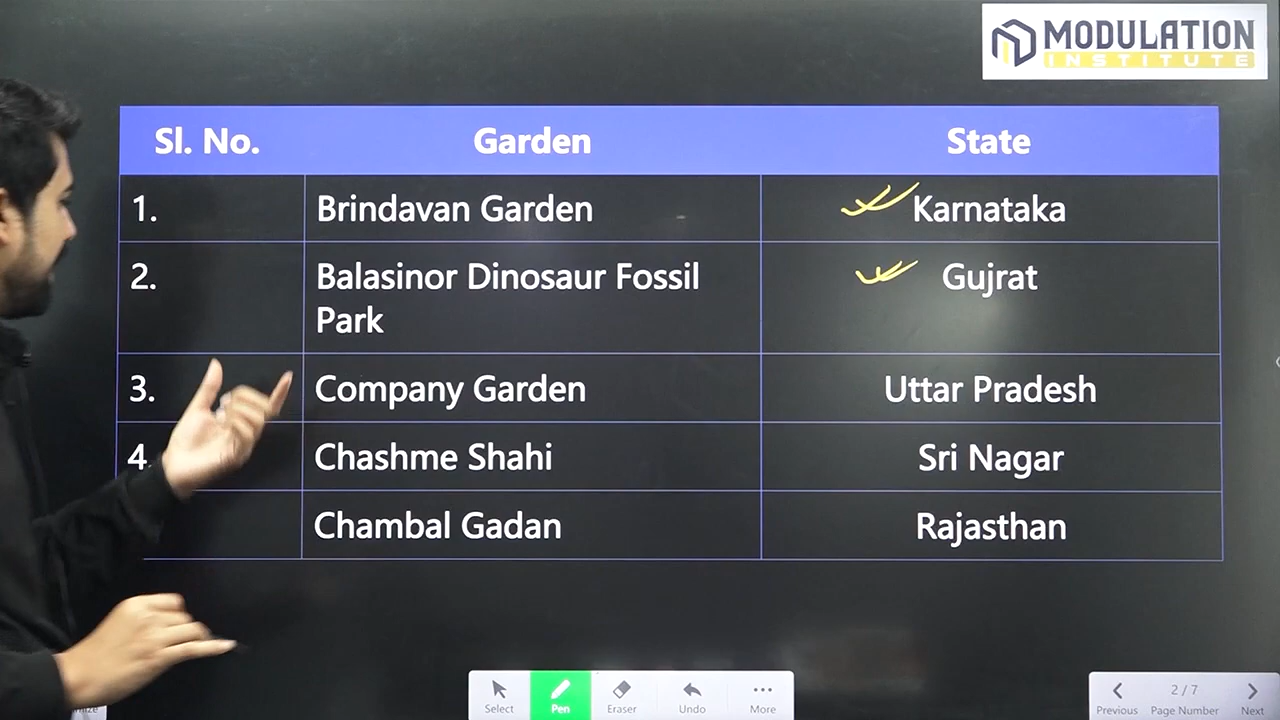 MODULATION
INSTITUTE
Sl. No. Garden State
1. Brindavan Garden Karnataka
2. Balasinor Dinosaur Fossil Gujrat
Park
3. Company Garden Uttar Pradesh
4. Chashme Shahi Sri Nagar
Chambal Gadan Rajasthan
Select Pen Eraser Undo More
2 / 7
Previous Page Number Next